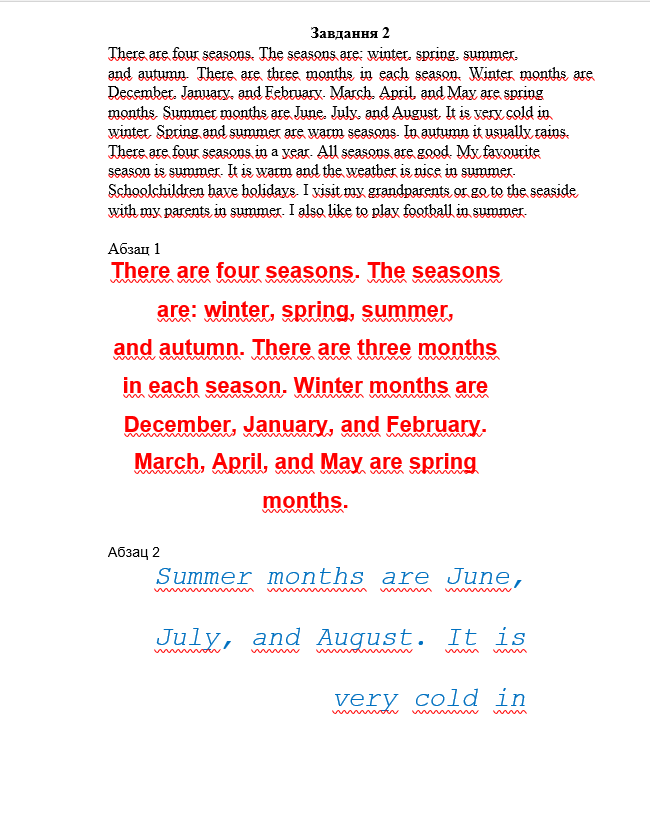 Завдання 2
There are four seasons. The seasons are: winter, spring, summer,
and autumn. There are three months in each season. Winter months are
December, January, and February. March, April, and May are spring
months. Summer months are June, July, and August. It is very cold in
winter. Spring and summer are warm seasons. In autumn it usually rains.
There are four seasons in a year. All seasons are good. My favourite
season is summer. It is warm and the weather is nice in summer.
Schoolchildren have holidays. I visit my grandparents or go to the seaside
with my parents in summer. I also like to play football in summer.
Абзац 1
There are four seasons. The seasons
are: winter, spring, summer,
and autumn. There are three months
in each season. Winter months are
December, January, and February.
March, April, and May are spring
months.
Абзац 2
Summer months are June,
July, and August. It is
very cold in